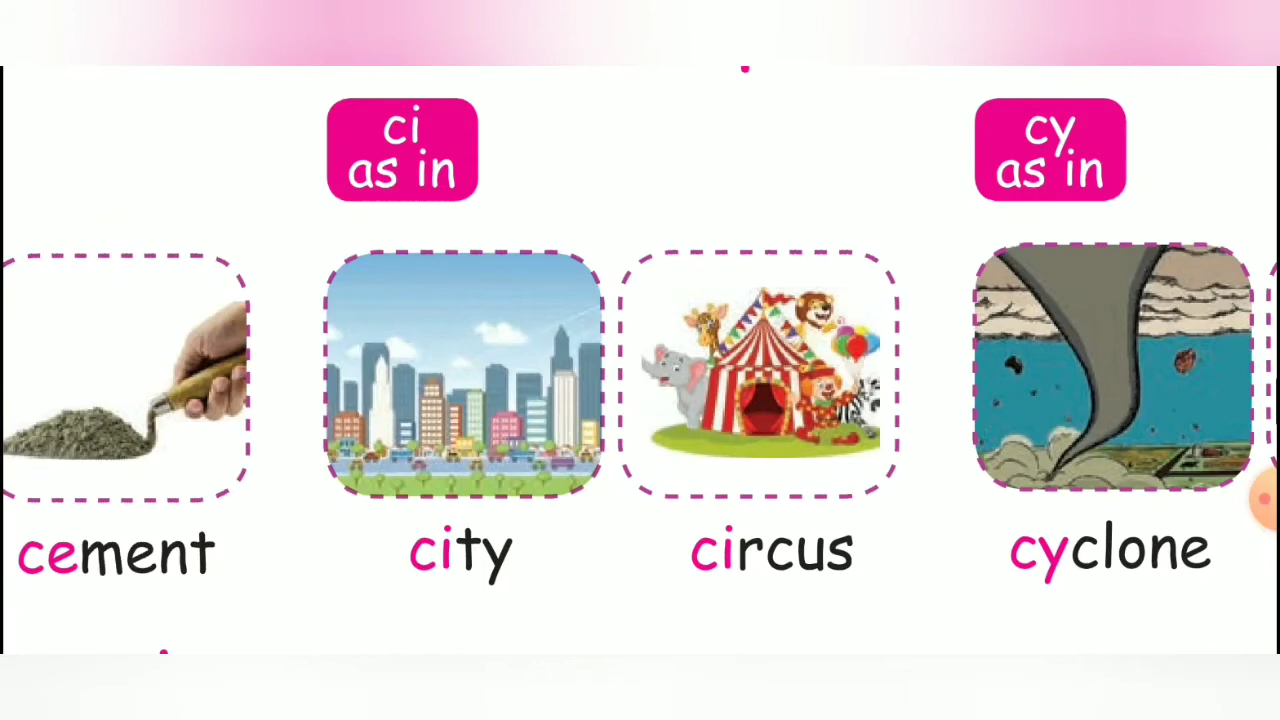 ci
as in
cy
as in
cement
city
circus
cyclone